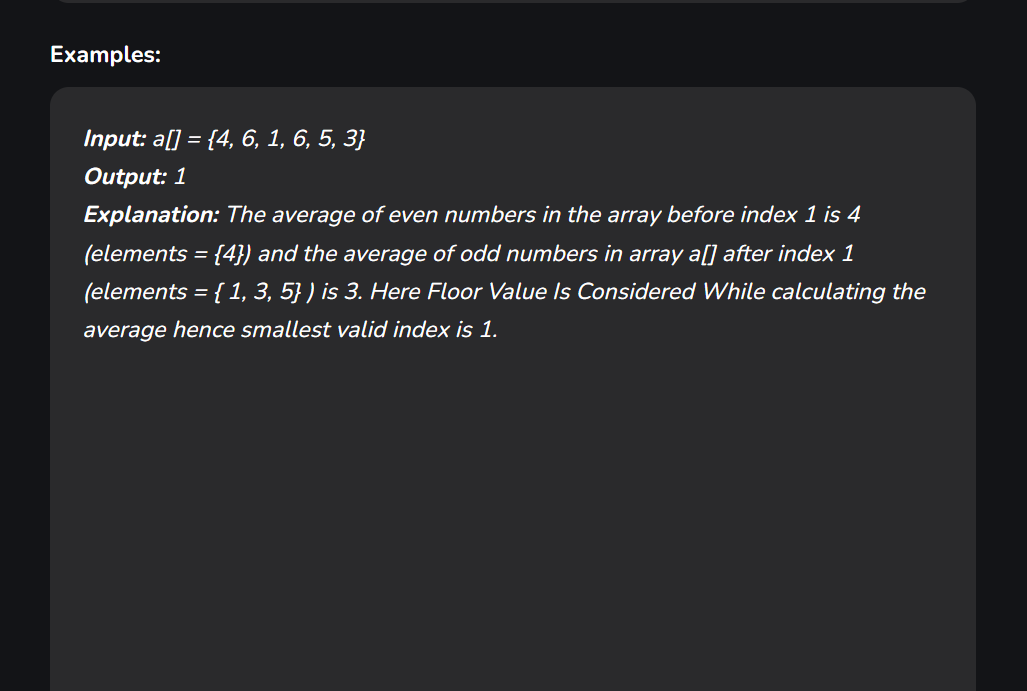 Examples:
Input: a[] = {4, 6, 1, 6, 5, 3}
Output: 1
Explanation: The average of even numbers in the array before index 1 is 4
(elements = {4}) and the average of odd numbers in array a[] after index 1
(elements = { 1, 3, 5} ) is 3. Here Floor Value Is Considered While calculating the
average hence smallest valid index is 1.